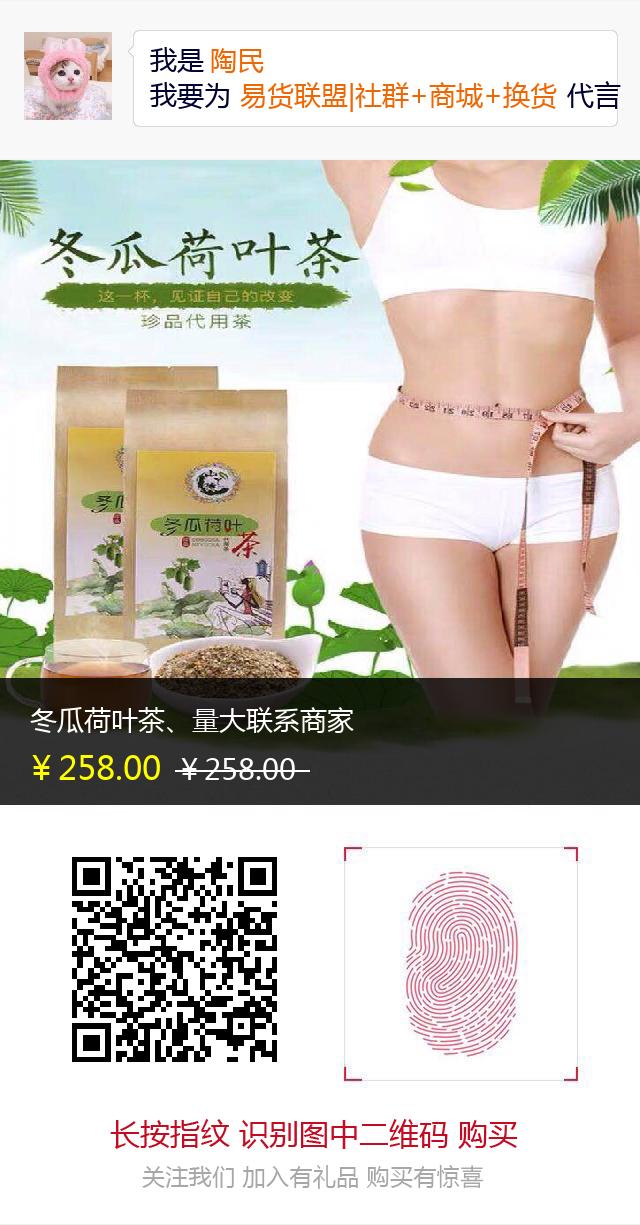 我是 陶民
我要为 易货联盟|社群+商城+换货 代言
冬瓜荷叶茶
这一杯，见证自己的改变
珍品代用茶
冬瓜荷叶
茶
冬瓜荷叶茶、量大联系商家
￥258.00 ￥258.00
长按指纹 识别图中二维码 购买
关注我们 加入有礼品 购买有惊喜